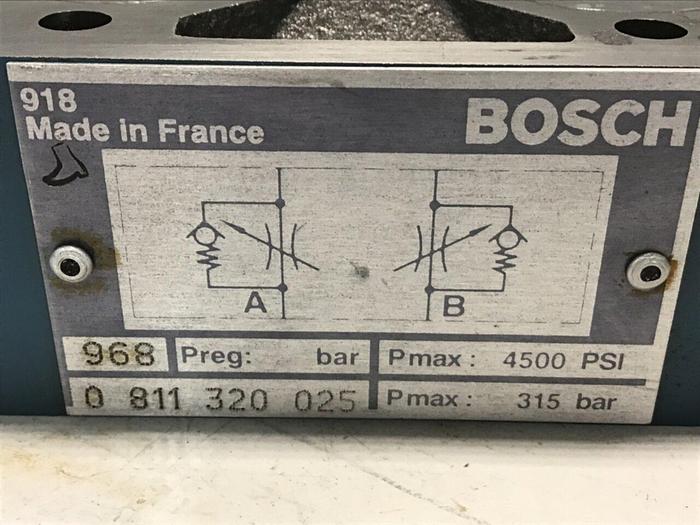 918
Made in France
BOSCH
A B
968 Preg: bar Pmax: 4500 PSI
0 811 320 025 Pmax: 315 bar